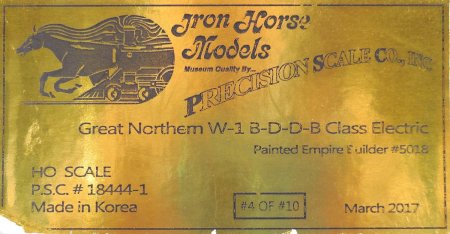 Iron Horse
Models
Museum Quality By...
PRECISION SCALE CO., INC.
Great Northern W-1 B-D-D-B Class Electric
Painted Empire Builder #5018
HO SCALE
P.S.C. # 18444-1
Made in Korea
#4 OF #10
March 2017